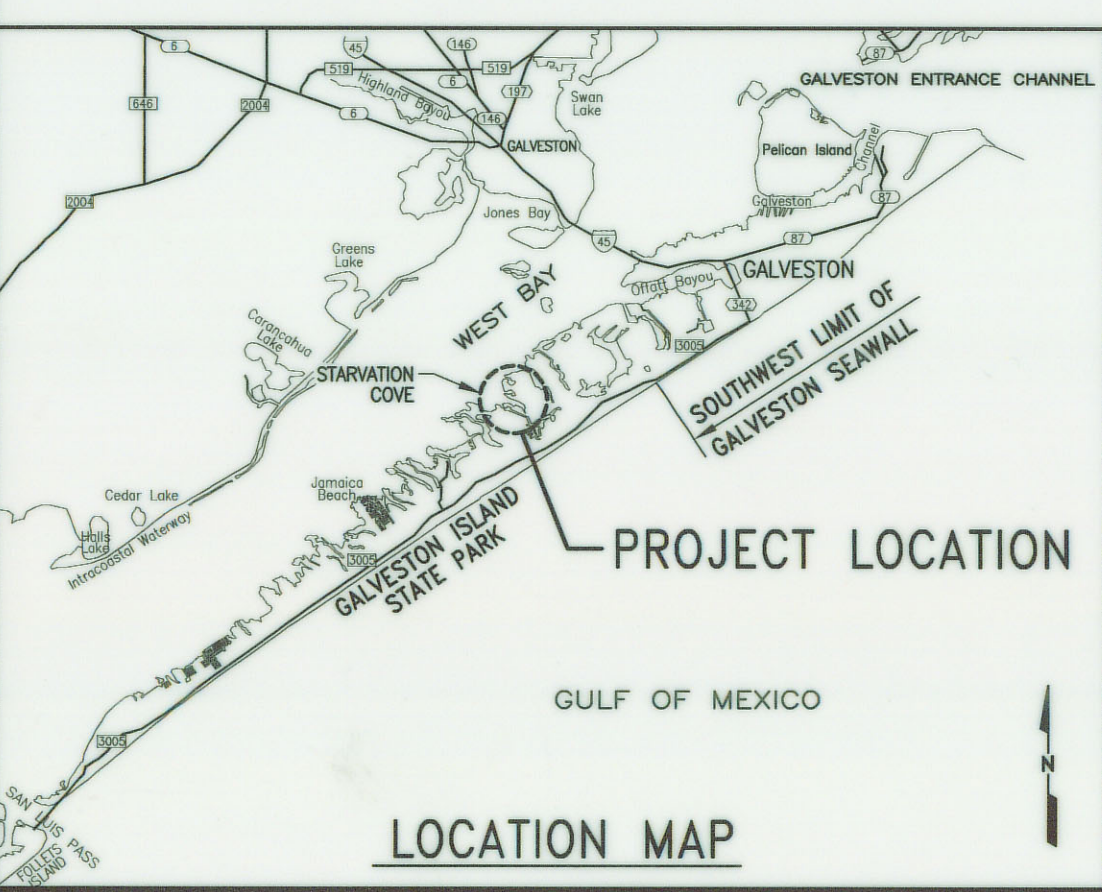 6
45
146
87
519
519
GALVESTON ENTRANCE CHANNEL
6
197
Highland Bayou
Swan
Lake
646
2004
6
146
GALVESTON
Pelican Island
Channel
2004
Galveston
87
Jones Bay
45
87
Greens
Lake
WEST BAY
Offatt Bayou
GALVESTON
342
Carancahua
Lake
3005
SOUTHWEST LIMIT OF
GALVESTON SEAWALL
STARVATION
COVE
Jamaica
Beach
Cedar Lake
Halls
Lake
Intracoastal Waterway
PROJECT LOCATION
3005
GALVESTON ISLAND
STATE PARK
GULF OF MEXICO
3005
N
SAN LUIS PASS
FOLLETS
ISLAND
LOCATION MAP